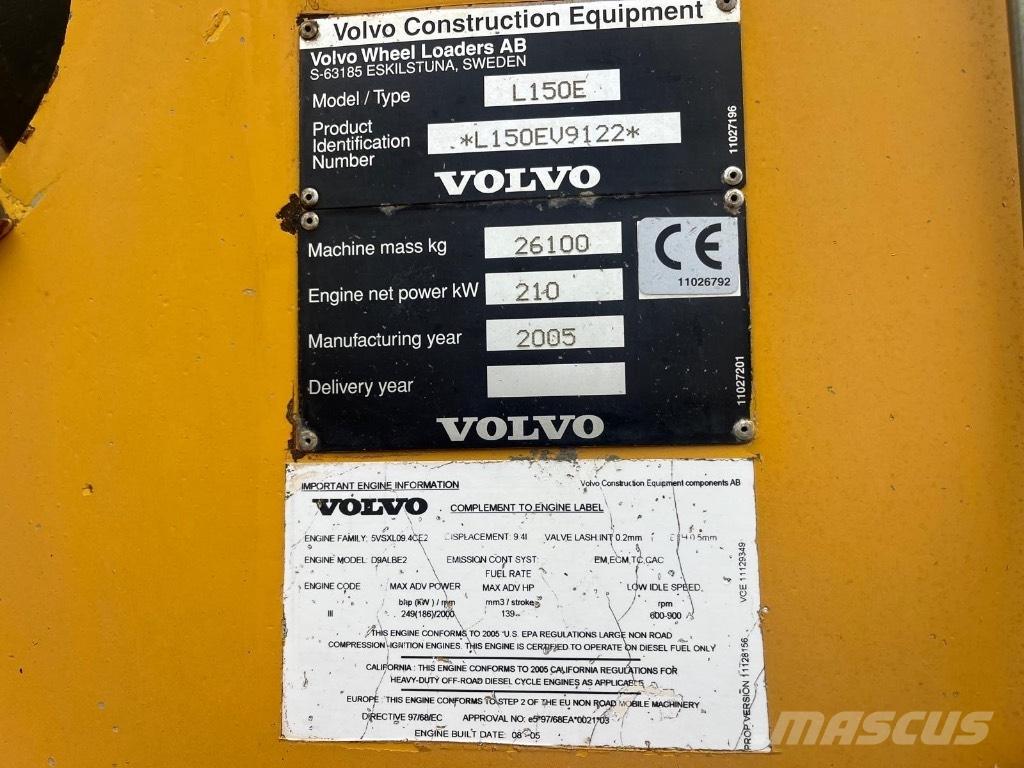 Volvo Construction Equipment
Volvo Wheel Loaders AB
S-63185 ESKILSTUNA, SWEDEN
Model / Type L150E
Product Identification Number *L150EV9122*
11027196
VOLVO
Machine mass kg 26100
CE
11026792
Engine net power kW 210
Manufacturing year 2005
Delivery year
11027201
VOLVO
IMPORTANT ENGINE INFORMATION Volvo Construction Equipment components AB
VOLVO COMPLEMENT TO ENGINE LABEL
ENGINE FAMILY: 5VSXL09.4CE2 DISPLACEMENT 9.4l VALVE LASH:INT 0.2mm
ENGINE MODEL: D9ALBE2 EMISSION CONT SYST: EM,ECM,TC,CAC
FUEL RATE
ENGINE CODE MAX ADV POWER MAX ADV HP LOW IDLE SPEED
bhp (kW) / rpm mm3 / stroke rpm
III 249(186)/2000 139 600-900
THIS ENGINE CONFORMS TO 2005 U.S. EPA REGULATIONS LARGE NON ROAD
COMPRESSION-IGNITION ENGINES. THIS ENGINE IS CERTIFIED TO OPERATE ON DIESEL FUEL ONLY
CALIFORNIA : THIS ENGINE CONFORMS TO 2005 CALIFORNIA REGULATIONS FOR
HEAVY-DUTY OFF-ROAD DIESEL CYCLE ENGINES AS APPLICABLE
EUROPE : THIS ENGINE CONFORMS TO STEP 2 OF THE EU NON ROAD MOBILE MACHINERY
DIRECTIVE 97/68/EC APPROVAL NO: e5*97/68EA*0021*03
ENGINE BUILT DATE: 08 -05
VCE 11129349
PROP VERSION 11128156
MASCUS